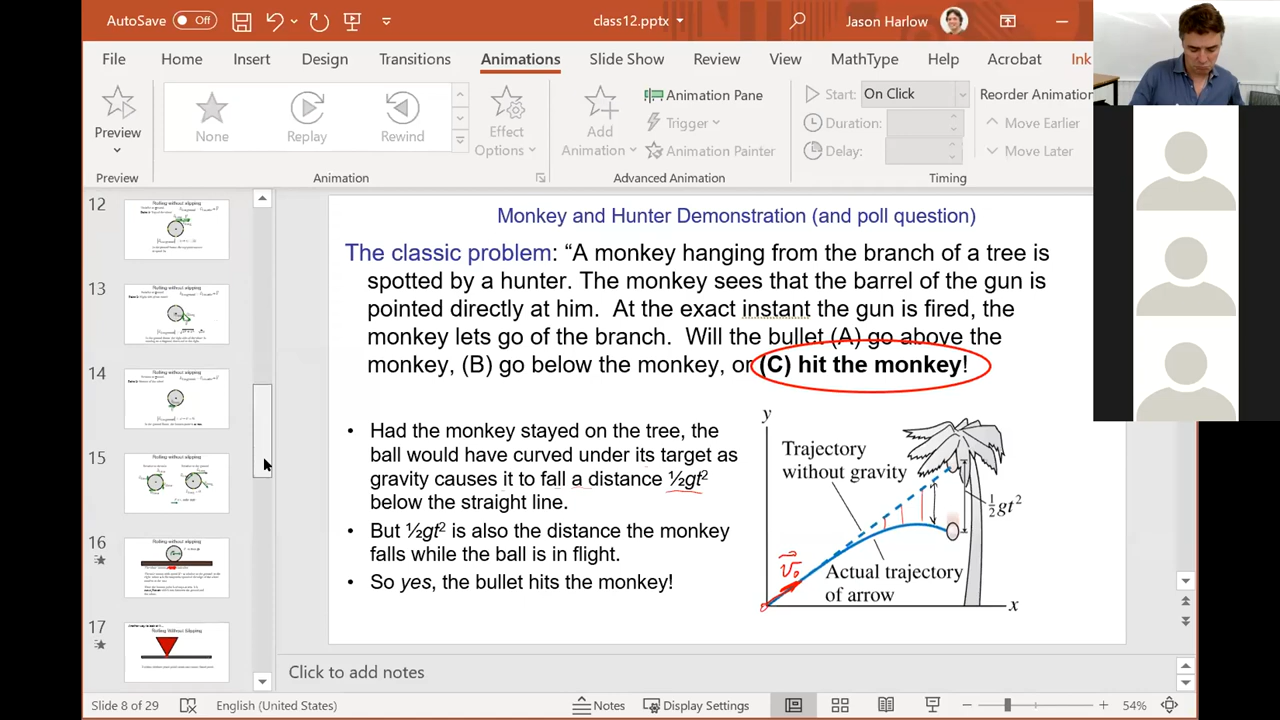 AutoSave Off class12.pptx Jason Harlow
File Home Insert Design Transitions Animations Slide Show Review View MathType Help Acrobat Ink
Preview None Replay Rewind Effect Options Add Animation Animation Pane Trigger Animation Painter Start: On Click Duration: Delay: Reorder Animation Move Earlier Move Later
Preview Animation Advanced Animation Timing
12
13
14
15
16
17
Rolling Without Slipping
Monkey and Hunter Demonstration (and poll question)
The classic problem: “A monkey hanging from the branch of a tree is
spotted by a hunter. The monkey sees that the barrel of the gun is
pointed directly at him. At the exact instant the gun is fired, the
monkey lets go of the branch. Will the bullet (A) go above the
monkey, (B) go below the monkey, or (C) hit the monkey!
• Had the monkey stayed on the tree, the
ball would have curved under its target as
gravity causes it to fall a distance ½gt²
below the straight line.
• But ½gt² is also the distance the monkey
falls while the ball is in flight.
So yes, the bullet hits the monkey!
y
Trajectory
without gravity
½gt²
v⃗₀
trajectory
of arrow
x
Click to add notes
Slide 8 of 29 English (United States) Notes Display Settings 54%